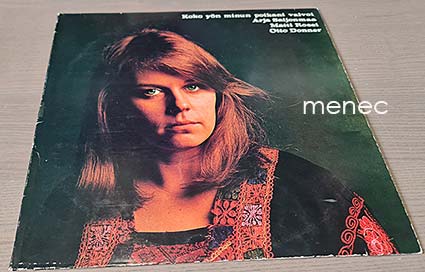 Koko yön minun poikani valvoi
Arja Saijonmaa
Matti Rossi
Otto Donner
menec